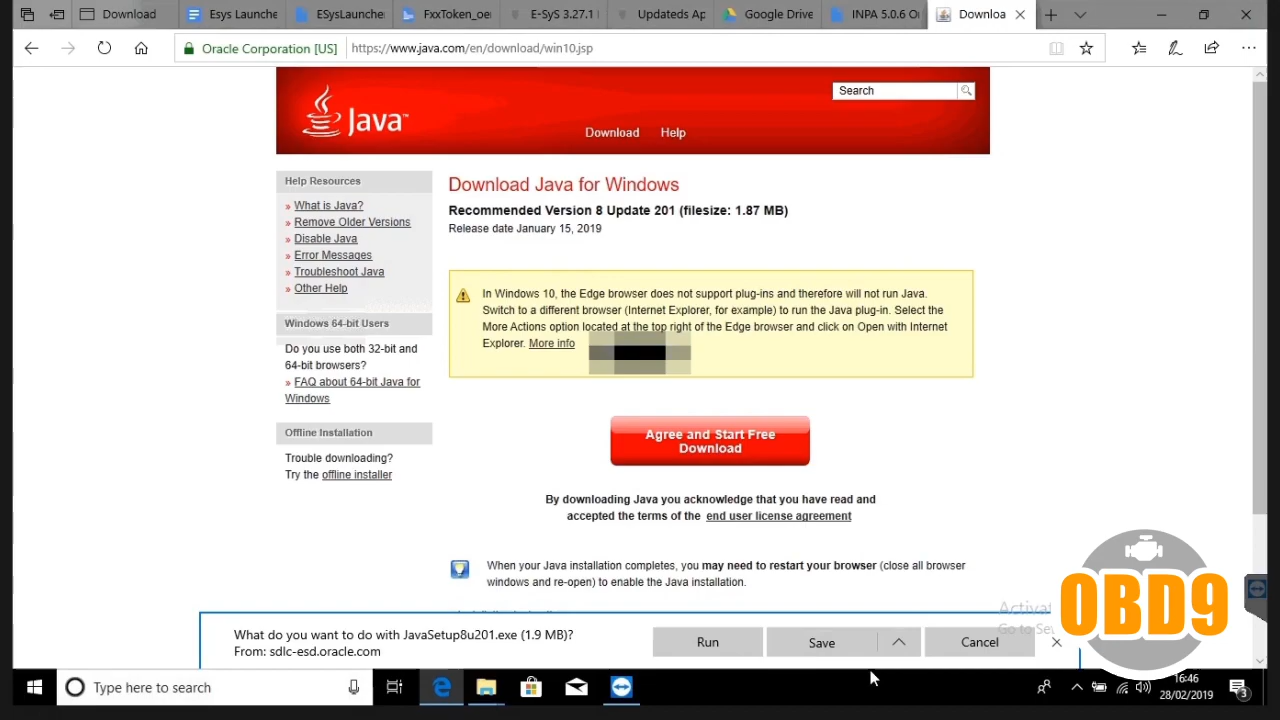 Download
Esys Launche
ESysLaunche
FxxToken_oer
E-SyS 3.27.1
Updateds Ap
Google Drive
INPA 5.0.6 O
Downloa
Oracle Corporation [US]
https://www.java.com/en/download/win10.jsp
Java™
Search
Download
Help
Help Resources
» What is Java?
» Remove Older Versions
» Disable Java
» Error Messages
» Troubleshoot Java
» Other Help
Windows 64-bit Users
Do you use both 32-bit and
64-bit browsers?
» FAQ about 64-bit Java for
Windows
Offline Installation
Trouble downloading?
Try the offline installer
Download Java for Windows
Recommended Version 8 Update 201 (filesize: 1.87 MB)
Release date January 15, 2019
In Windows 10, the Edge browser does not support plug-ins and therefore will not run Java.
Switch to a different browser (Internet Explorer, for example) to run the Java plug-in. Select the
More Actions option located at the top right of the Edge browser and click on Open with Internet
Explorer. More info
Agree and Start Free
Download
By downloading Java you acknowledge that you have read and
accepted the terms of the end user license agreement
When your Java installation completes, you may need to restart your browser (close all browser
windows and re-open) to enable the Java installation.
Activat
Go to Set
OBD9
What do you want to do with JavaSetup8u201.exe (1.9 MB)?
From: sdlc-esd.oracle.com
Run
Save
Cancel
Type here to search
16:46
28/02/2019
3